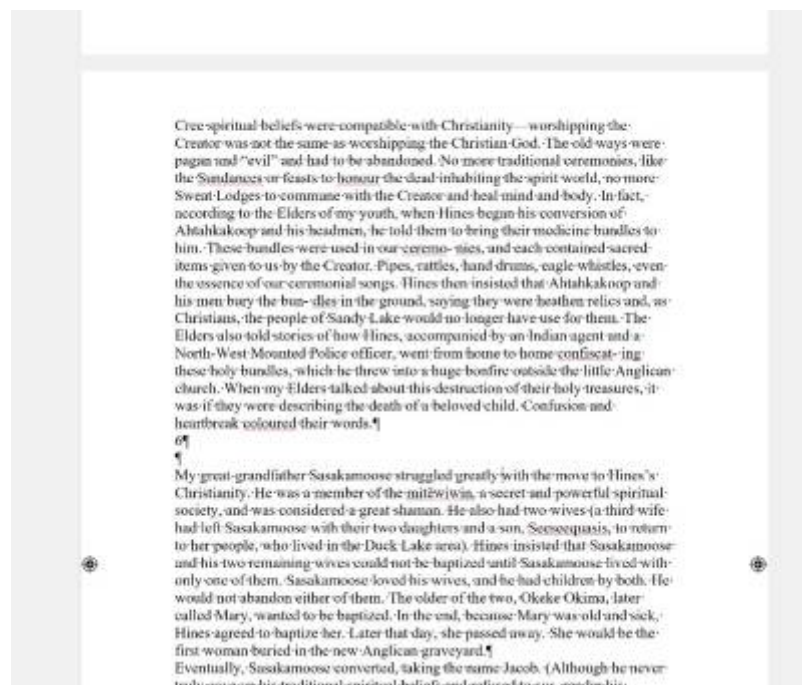 Cree spiritual beliefs were compatible with Christianity—worshipping the
Creator was not the same as worshipping the Christian God. The old ways were
pagan and “evil” and had to be abandoned. No more traditional ceremonies, like
the Sundances or feasts to honour the dead inhabiting the spirit world, no more
Sweat Lodges to commune with the Creator and heal mind and body. In fact,
according to the Elders of my youth, when Hines began his conversion of
Ahtahkakoop and his headmen, he told them to bring their medicine bundles to
him. These bundles were used in our ceremo- nies, and each contained sacred
items given to us by the Creator. Pipes, rattles, hand drums, eagle whistles, even
the essence of our ceremonial songs. Hines then insisted that Ahtahkakoop and
his men bury the bun- dles in the ground, saying they were heathen relics and, as
Christians, the people of Sandy Lake would no longer have use for them. The
Elders also told stories of how Hines, accompanied by an Indian agent and a
North-West Mounted Police officer, went from home to home confiscat- ing
these holy bundles, which he threw into a huge bonfire outside the little Anglican
church. When my Elders talked about this destruction of their holy treasures, it
was if they were describing the death of a beloved child. Confusion and
heartbreak coloured their words.¶
6¶
¶
My great-grandfather Sasakamoose struggled greatly with the move to Hines’s
Christianity. He was a member of the mitêwiwin, a secret and powerful spiritual
society, and was considered a great shaman. He also had two wives (a third wife
had left Sasakamoose with their two daughters and a son, Seeseequasis, to return
to her people, who lived in the Duck Lake area). Hines insisted that Sasakamoose
and his two remaining wives could not be baptized until Sasakamoose lived with
only one of them. Sasakamoose loved his wives, and he had children by both. He
would not abandon either of them. The older of the two, Okeke Okima, later
called Mary, wanted to be baptized. In the end, because Mary was old and sick,
Hines agreed to baptize her. Later that day, she passed away. She would be the
first woman buried in the new Anglican graveyard.¶
Eventually, Sasakamoose converted, taking the name Jacob. (Although he never